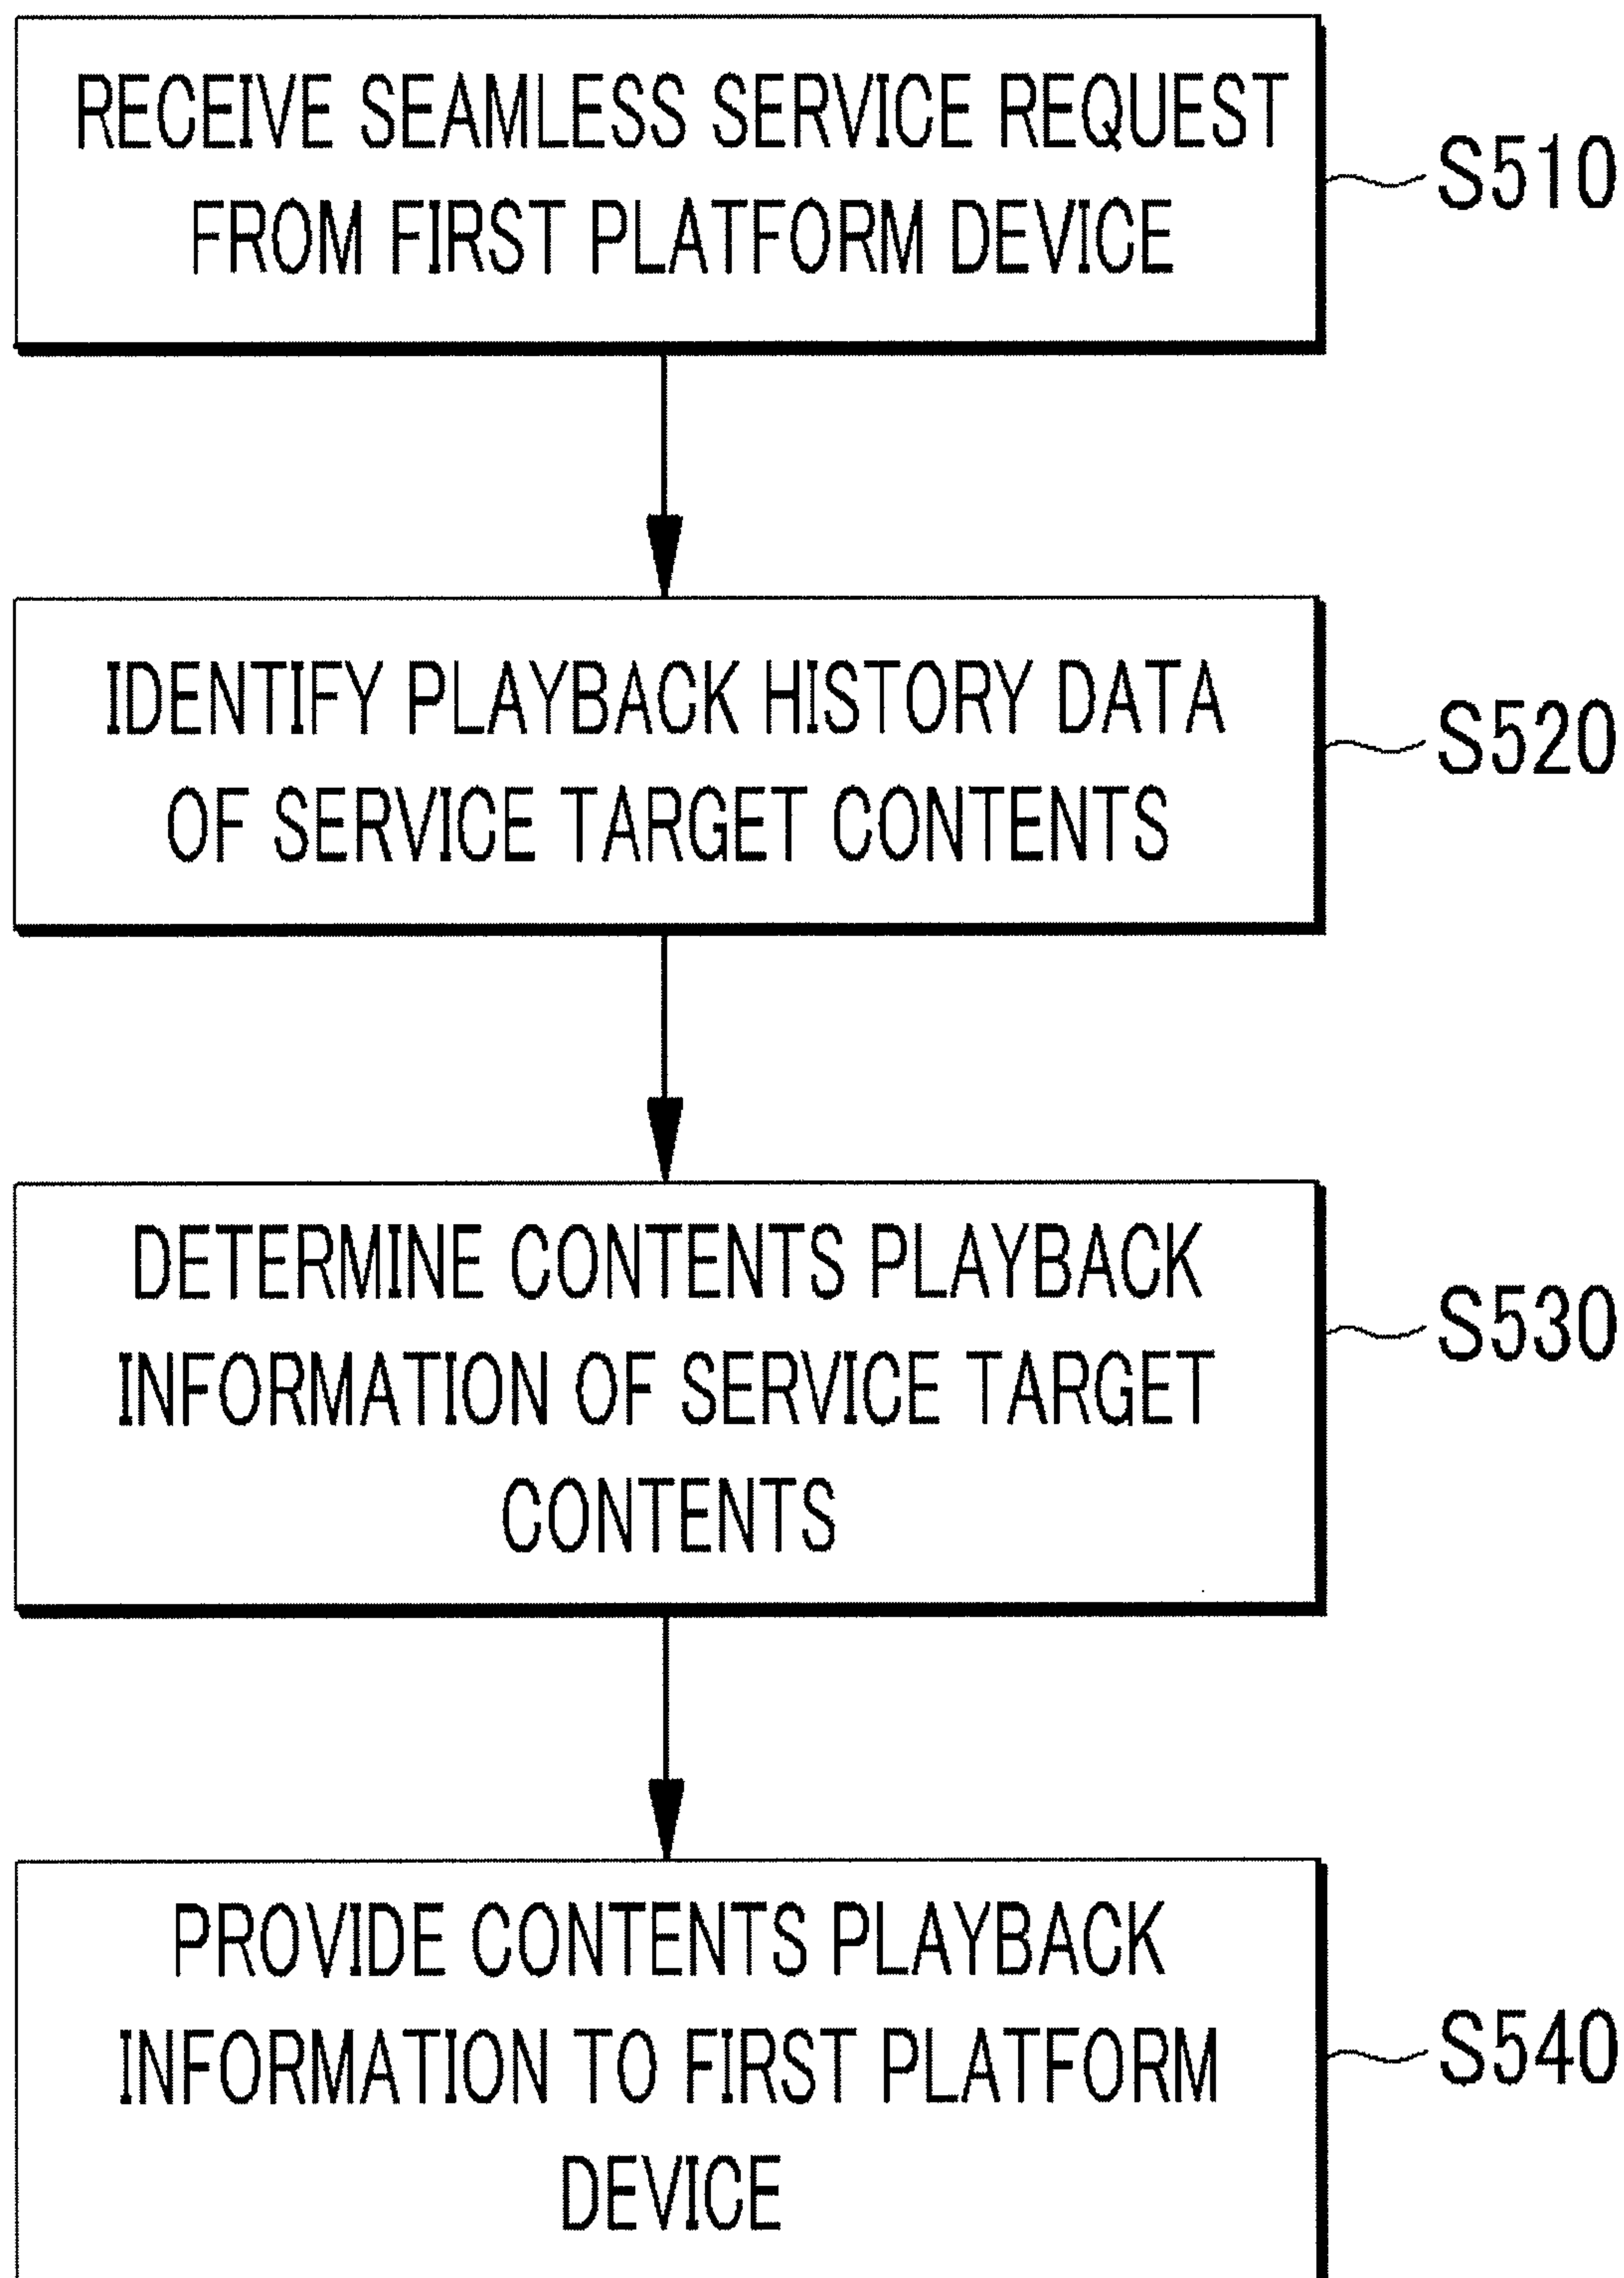 RECEIVE SEAMLESS SERVICE REQUEST
FROM FIRST PLATFORM DEVICE
S510
IDENTIFY PLAYBACK HISTORY DATA
OF SERVICE TARGET CONTENTS
S520
DETERMINE CONTENTS PLAYBACK
INFORMATION OF SERVICE TARGET
CONTENTS
S530
PROVIDE CONTENTS PLAYBACK
INFORMATION TO FIRST PLATFORM
DEVICE
S540